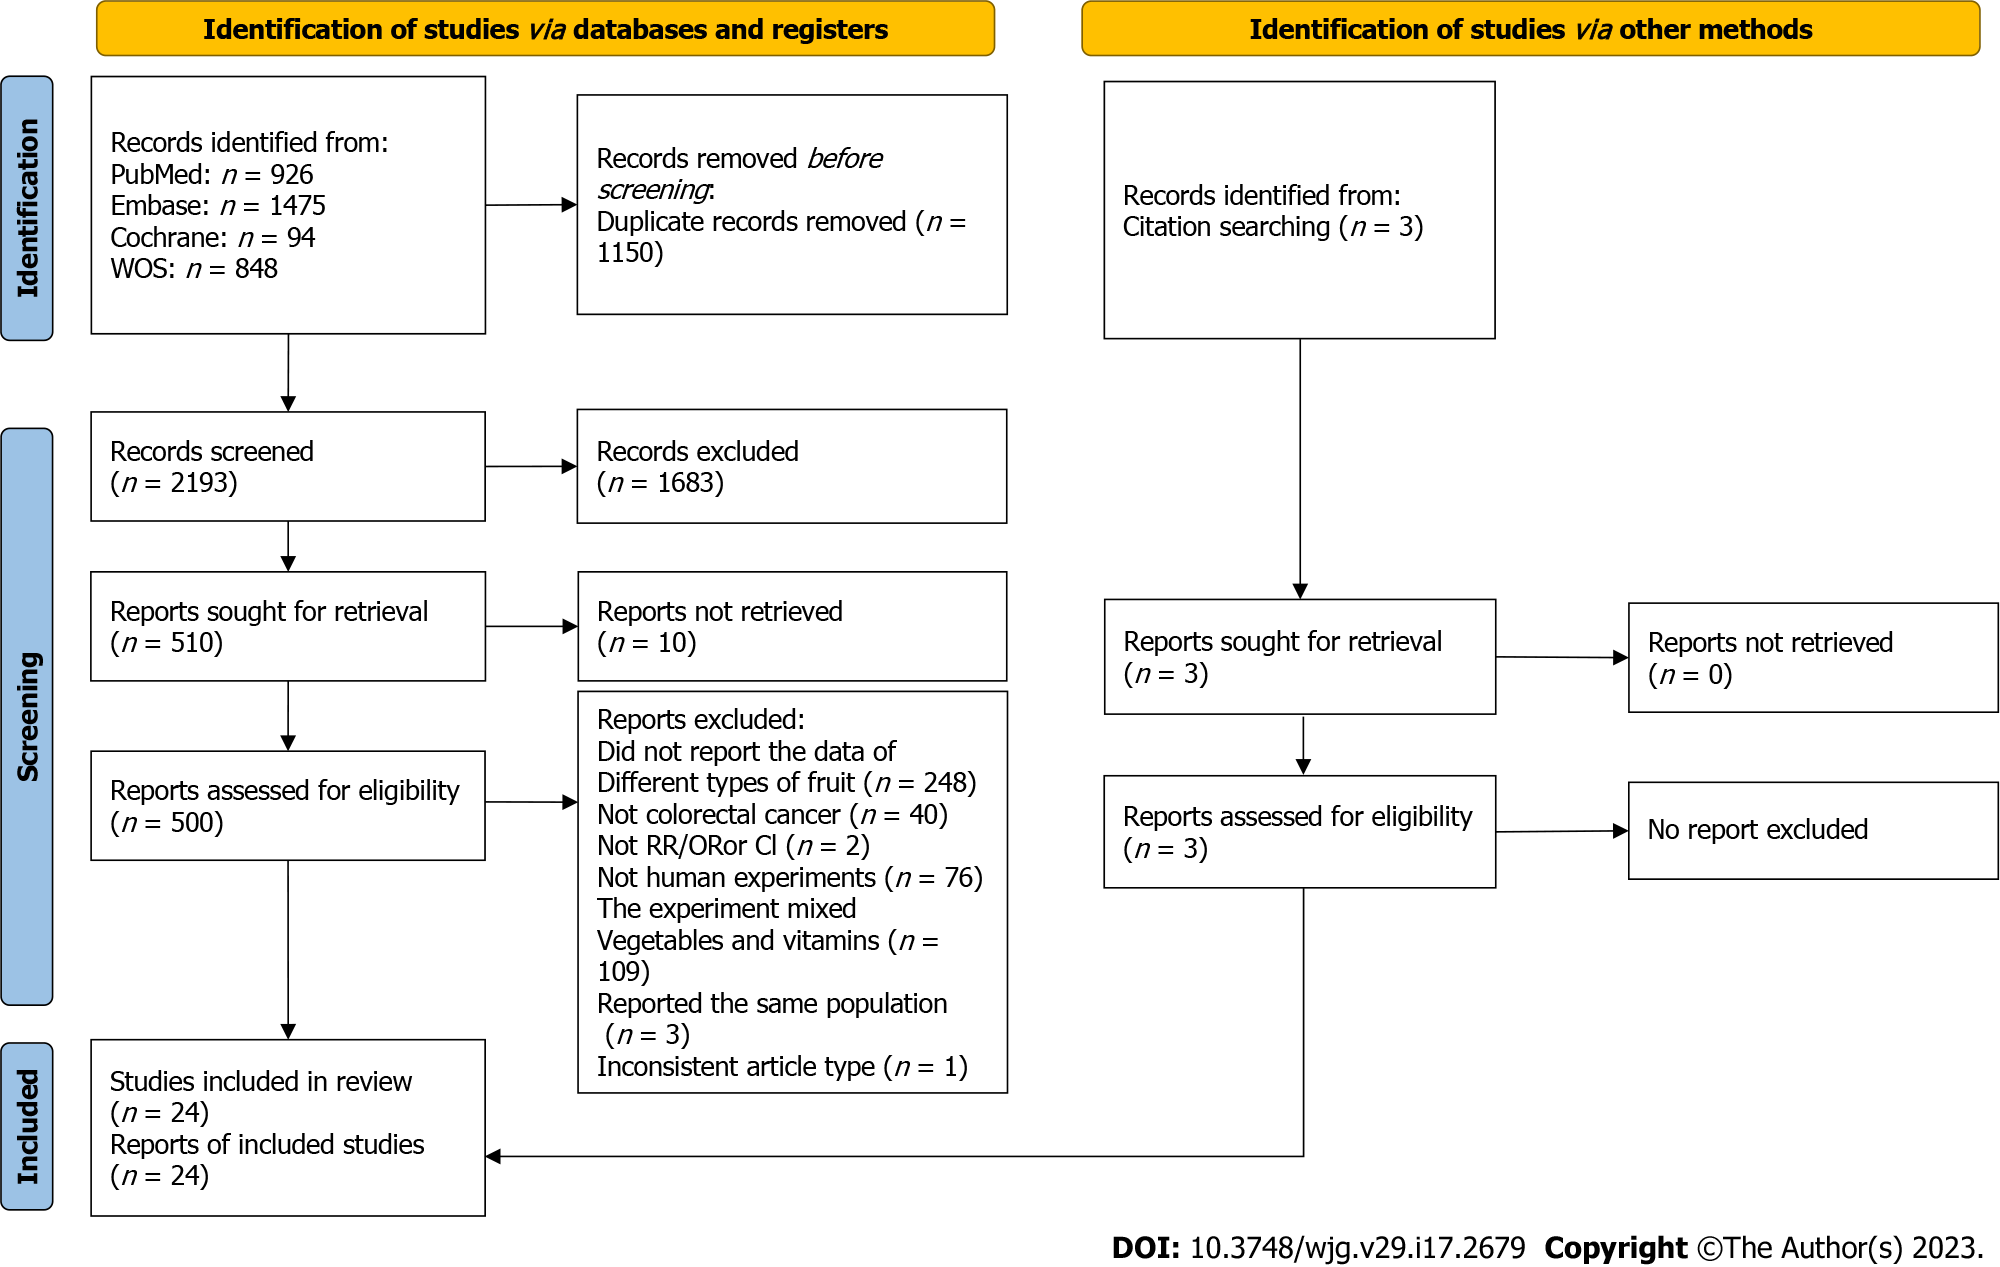 Identification of studies via databases and registers
Identification
Records identified from:
PubMed: n = 926
Embase: n = 1475
Cochrane: n = 94
WOS: n = 848
Records removed before
screening:
Duplicate records removed (n =
1150)
Screening
Records screened
(n = 2193)
Records excluded
(n = 1683)
Reports sought for retrieval
(n = 510)
Reports not retrieved
(n = 10)
Reports assessed for eligibility
(n = 500)
Reports excluded:
Did not report the data of
Different types of fruit (n = 248)
Not colorectal cancer (n = 40)
Not RR/ORor Cl (n = 2)
Not human experiments (n = 76)
The experiment mixed
Vegetables and vitamins (n =
109)
Reported the same population
(n = 3)
Inconsistent article type (n = 1)
Included
Studies included in review
(n = 24)
Reports of included studies
(n = 24)
Identification of studies via other methods
Records identified from:
Citation searching (n = 3)
Reports sought for retrieval
(n = 3)
Reports not retrieved
(n = 0)
Reports assessed for eligibility
(n = 3)
No report excluded
DOI: 10.3748/wjg.v29.i17.2679 Copyright ©The Author(s) 2023.